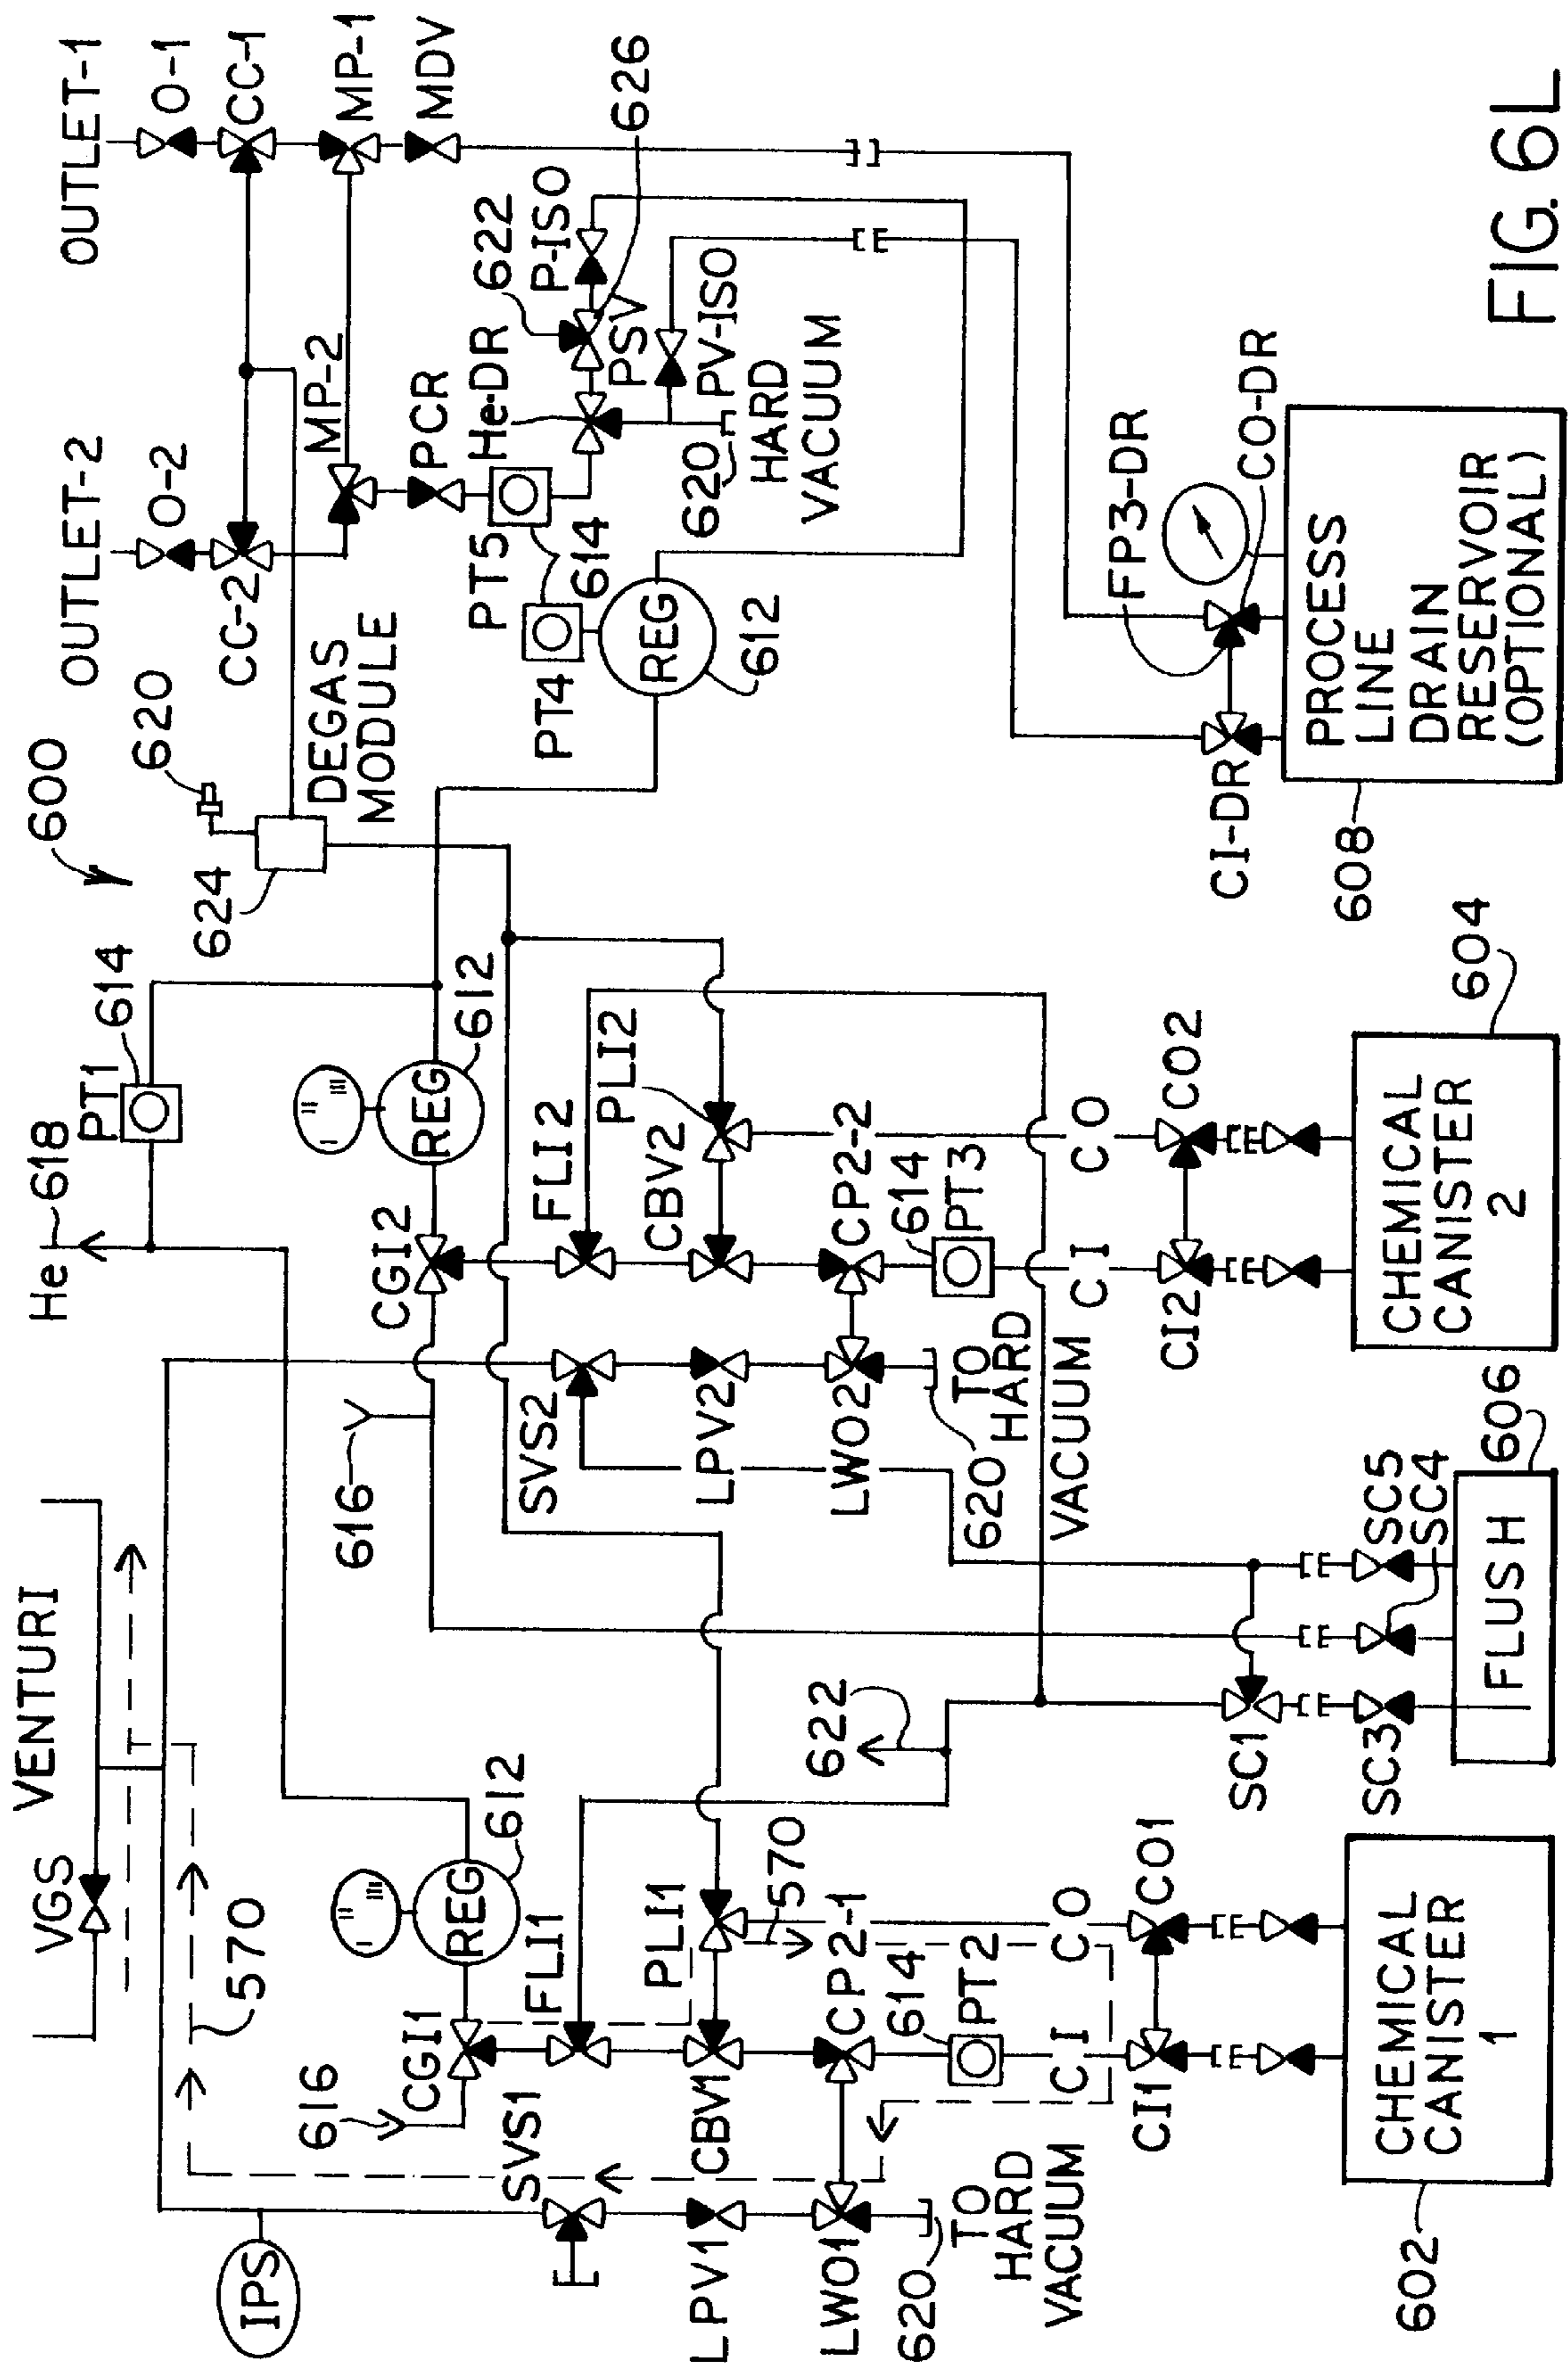 OUTLET-1
O-1
CC-1
MP-1
MDV
626
OUTLET-2
O-2
CC-2
MP-2
PCR
He-DR
622
P-ISO
PSV
PV-ISO
620
HARD
VACUUM
PT5
614
PT4
REG
612
600
620
DEGAS
MODULE
624
FP3-DR
CO-DR
CI-DR
PROCESS
LINE
DRAIN
RESERVOIR
(OPTIONAL)
608
He
618
PT1
614
REG
612
CGI2
FLI2
PLI2
CBV2
CP2-2
614
PT3
CO
CI
CO2
CI2
CHEMICAL
CANISTER
2
604
616
SVS2
LPV2
LWO2
620
TO
HARD
VACUUM
VENTURI
VGS
570
622
SC1
SC3
SC5
SC4
606
FLUSH
REG
612
CGI1
616
FLI1
PLI1
570
SVS1
CBV1
CP2-1
614
PT2
CO
CI
CO1
CI1
IPS
LPV1
LWO1
620
TO
HARD
VACUUM
CHEMICAL
CANISTER
1
602
FIG. 6L